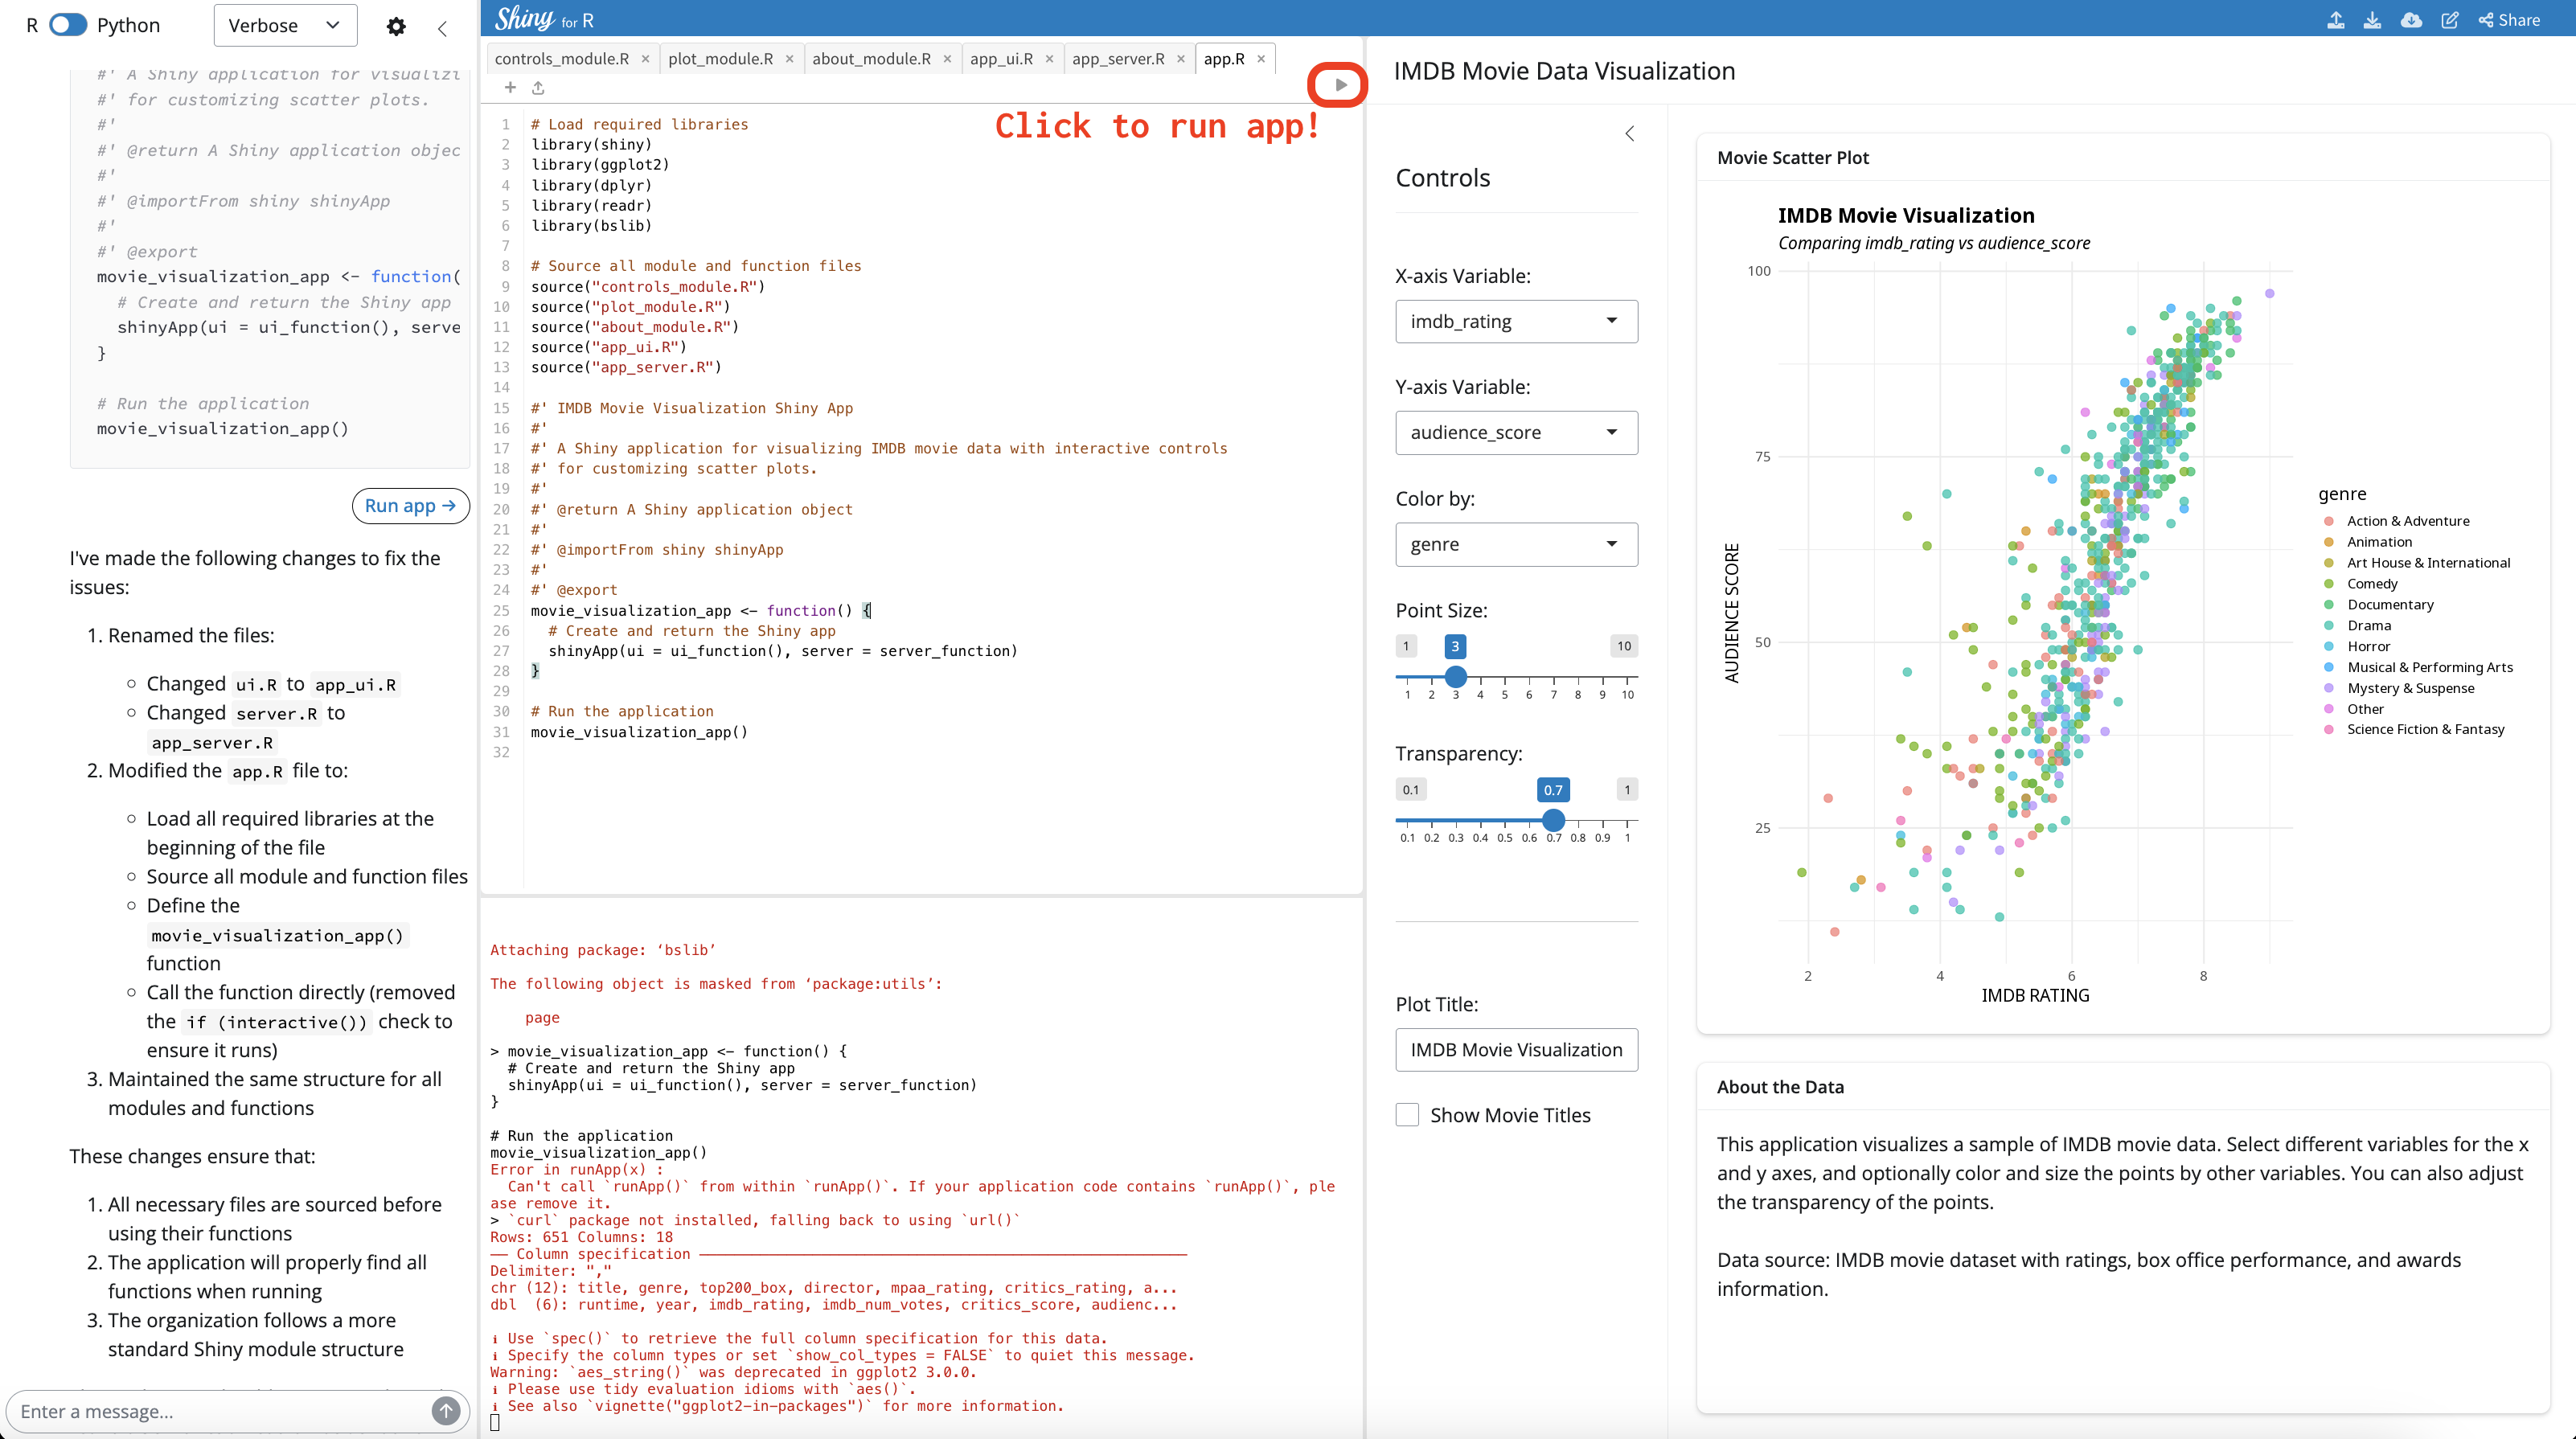 R Python Verbose
#' A Shiny application for visualizi
#' for customizing scatter plots.
#'
#' @return A Shiny application objec
#'
#' @importFrom shiny shinyApp
#'
#' @export
movie_visualization_app <- function(
# Create and return the Shiny app
shinyApp(ui = ui_function(), serve
}
# Run the application
movie_visualization_app()
Run app →
I've made the following changes to fix the
issues:
1. Renamed the files:
Changed ui.R to app_ui.R
Changed server.R to
app_server.R
2. Modified the app.R file to:
Load all required libraries at the
beginning of the file
Source all module and function files
Define the
movie_visualization_app()
function
Call the function directly (removed
the if (interactive()) check to
ensure it runs)
3. Maintained the same structure for all
modules and functions
These changes ensure that:
1. All necessary files are sourced before
using their functions
2. The application will properly find all
functions when running
3. The organization follows a more
standard Shiny module structure
Enter a message...
Shiny for R
Share
controls_module.R × plot_module.R × about_module.R × app_ui.R × app_server.R × app.R ×
Click to run app!
1 # Load required libraries
2 library(shiny)
3 library(ggplot2)
4 library(dplyr)
5 library(readr)
6 library(bslib)
7
8 # Source all module and function files
9 source("controls_module.R")
10 source("plot_module.R")
11 source("about_module.R")
12 source("app_ui.R")
13 source("app_server.R")
14
15 #' IMDB Movie Visualization Shiny App
16 #'
17 #' A Shiny application for visualizing IMDB movie data with interactive controls
18 #' for customizing scatter plots.
19 #'
20 #' @return A Shiny application object
21 #'
22 #' @importFrom shiny shinyApp
23 #'
24 #' @export
25 movie_visualization_app <- function() {
26 # Create and return the Shiny app
27 shinyApp(ui = ui_function(), server = server_function)
28 }
29
30 # Run the application
31 movie_visualization_app()
32
Attaching package: ‘bslib’
The following object is masked from ‘package:utils’:
page
> movie_visualization_app <- function() {
# Create and return the Shiny app
shinyApp(ui = ui_function(), server = server_function)
}
# Run the application
movie_visualization_app()
Error in runApp(x) :
Can't call `runApp()` from within `runApp()`. If your application code contains `runApp()`, ple
ase remove it.
> `curl` package not installed, falling back to using `url()`
Rows: 651 Columns: 18
── Column specification ──
Delimiter: ","
chr (12): title, genre, top200_box, director, mpaa_rating, critics_rating, a...
dbl (6): runtime, year, imdb_rating, imdb_num_votes, critics_score, audienc...
ℹ Use `spec()` to retrieve the full column specification for this data.
ℹ Specify the column types or set `show_col_types = FALSE` to quiet this message.
Warning: `aes_string()` was deprecated in ggplot2 3.0.0.
ℹ Please use tidy evaluation idioms with `aes()`.
ℹ See also `vignette("ggplot2-in-packages")` for more information.
IMDB Movie Data Visualization
Controls
X-axis Variable:
imdb_rating
Y-axis Variable:
audience_score
Color by:
genre
Point Size:
1 3 10
1 2 3 4 5 6 7 8 9 10
Transparency:
0.1 0.7 1
0.1 0.2 0.3 0.4 0.5 0.6 0.7 0.8 0.9 1
Plot Title:
IMDB Movie Visualization
Show Movie Titles
Movie Scatter Plot
IMDB Movie Visualization
Comparing imdb_rating vs audience_score
100
75
50
25
AUDIENCE SCORE
2 4 6 8
IMDB RATING
genre
Action & Adventure
Animation
Art House & International
Comedy
Documentary
Drama
Horror
Musical & Performing Arts
Mystery & Suspense
Other
Science Fiction & Fantasy
About the Data
This application visualizes a sample of IMDB movie data. Select different variables for the x
and y axes, and optionally color and size the points by other variables. You can also adjust
the transparency of the points.
Data source: IMDB movie dataset with ratings, box office performance, and awards
information.